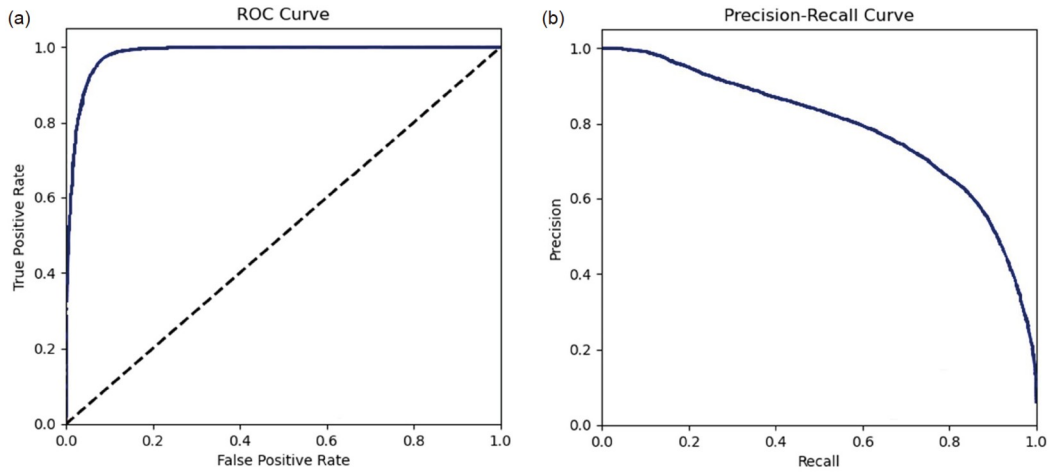 (a)
ROC Curve
1.0
0.8
0.6
0.4
0.2
0.0
True Positive Rate
0.0 0.2 0.4 0.6 0.8 1.0
False Positive Rate
(b)
Precision-Recall Curve
1.0
0.8
0.6
0.4
0.2
0.0
Precision
0.0 0.2 0.4 0.6 0.8 1.0
Recall